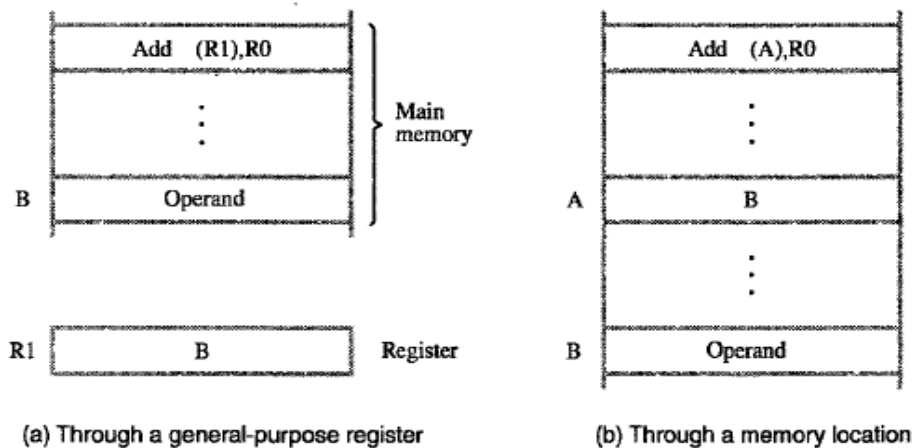 Add (R1),R0
Main
memory
B
Operand
R1
B
Register
(a) Through a general-purpose register
Add (A),R0
A
B
B
Operand
(b) Through a memory location